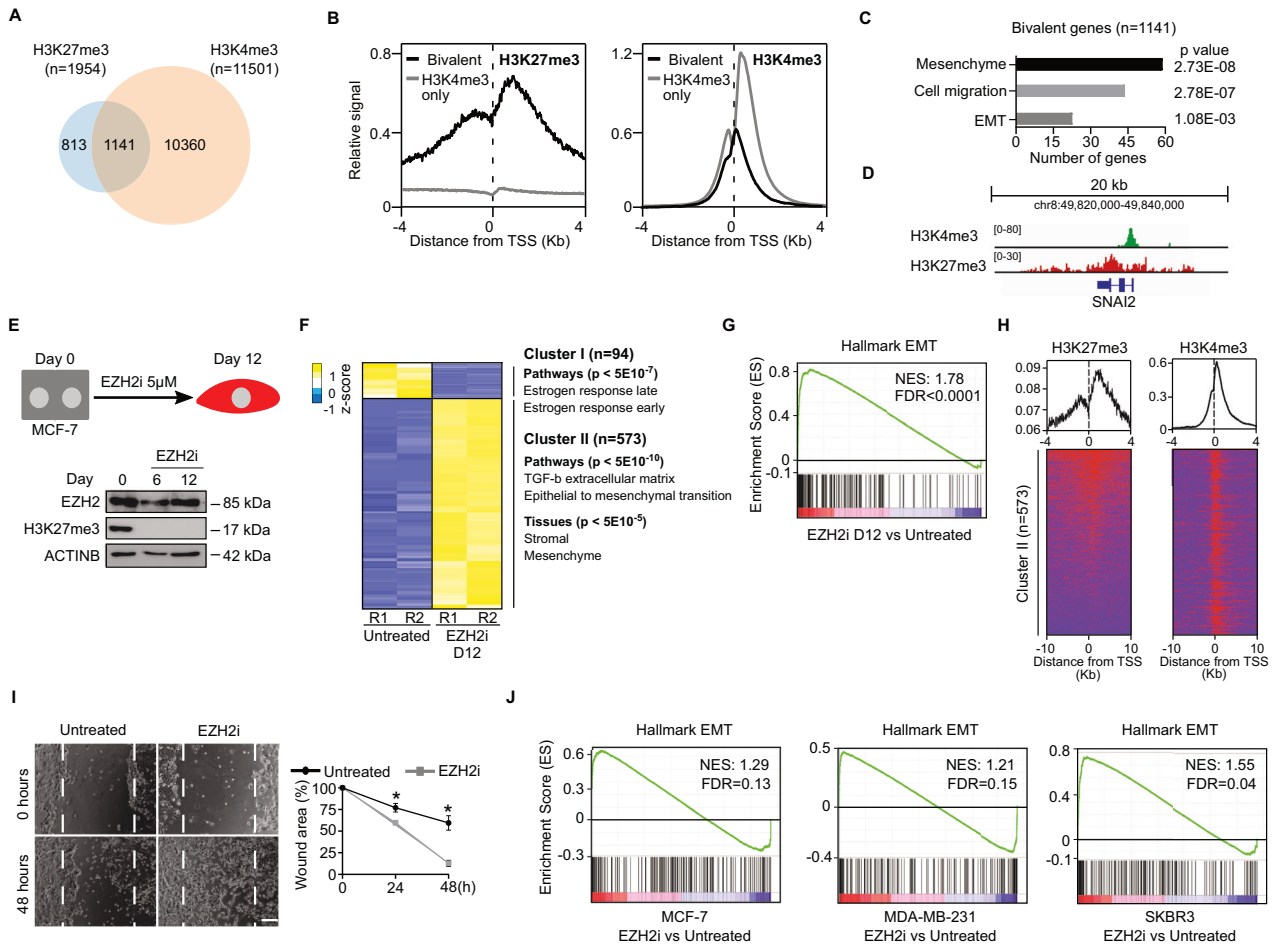 A
H3K27me3
(n=1954)
H3K4me3
(n=11501)
813
1141
10360
B
Relative signal
0.8
0.4
0
Bivalent
H3K27me3
H3K4me3
only
-4
0
4
Distance from TSS (Kb)
1.2
0.6
0
Bivalent
H3K4me3
H3K4me3
only
-4
0
4
Distance from TSS (Kb)
C
Bivalent genes (n=1141)
p value
Mesenchyme
2.73E-08
Cell migration
2.78E-07
EMT
1.08E-03
0
15
30
45
60
Number of genes
D
20 kb
chr8:49,820,000-49,840,000
H3K4me3
[0-80]
H3K27me3
[0-30]
SNAI2
E
Day 0
Day 12
EZH2i 5µM
MCF-7
EZH2i
Day
0
6
12
EZH2
85 kDa
H3K27me3
17 kDa
ACTINB
42 kDa
F
1
0
-1
z-score
Cluster I (n=94)
Pathways (p < 5E10-7)
Estrogen response late
Estrogen response early
Cluster II (n=573)
Pathways (p < 5E10-10)
TGF-b extracellular matrix
Epithelial to mesenchymal transition
Tissues (p < 5E10-5)
Stromal
Mesenchyme
R1
R2
R1
R2
Untreated
EZH2i
D12
G
Hallmark EMT
Enrichment Score (ES)
0.8
0.4
0
-0.1
NES: 1.78
FDR<0.0001
EZH2i D12 vs Untreated
H
H3K27me3
H3K4me3
0.09
0.08
0.07
0.06
-4
0
4
0.6
0.3
0
-4
0
4
Cluster II (n=573)
-10
0
10
Distance from TSS
(Kb)
-10
0
10
Distance from TSS
(Kb)
I
Untreated
EZH2i
0 hours
48 hours
Untreated
EZH2i
Wound area (%)
100
75
50
25
0
*
*
0
24
48(h)
J
Hallmark EMT
Enrichment Score (ES)
0.6
0.3
0
-0.3
NES: 1.29
FDR=0.13
MCF-7
EZH2i vs Untreated
Hallmark EMT
0.5
0
-0.4
NES: 1.21
FDR=0.15
MDA-MB-231
EZH2i vs Untreated
Hallmark EMT
0.8
0.4
0
-0.1
NES: 1.55
FDR=0.04
SKBR3
EZH2i vs Untreated